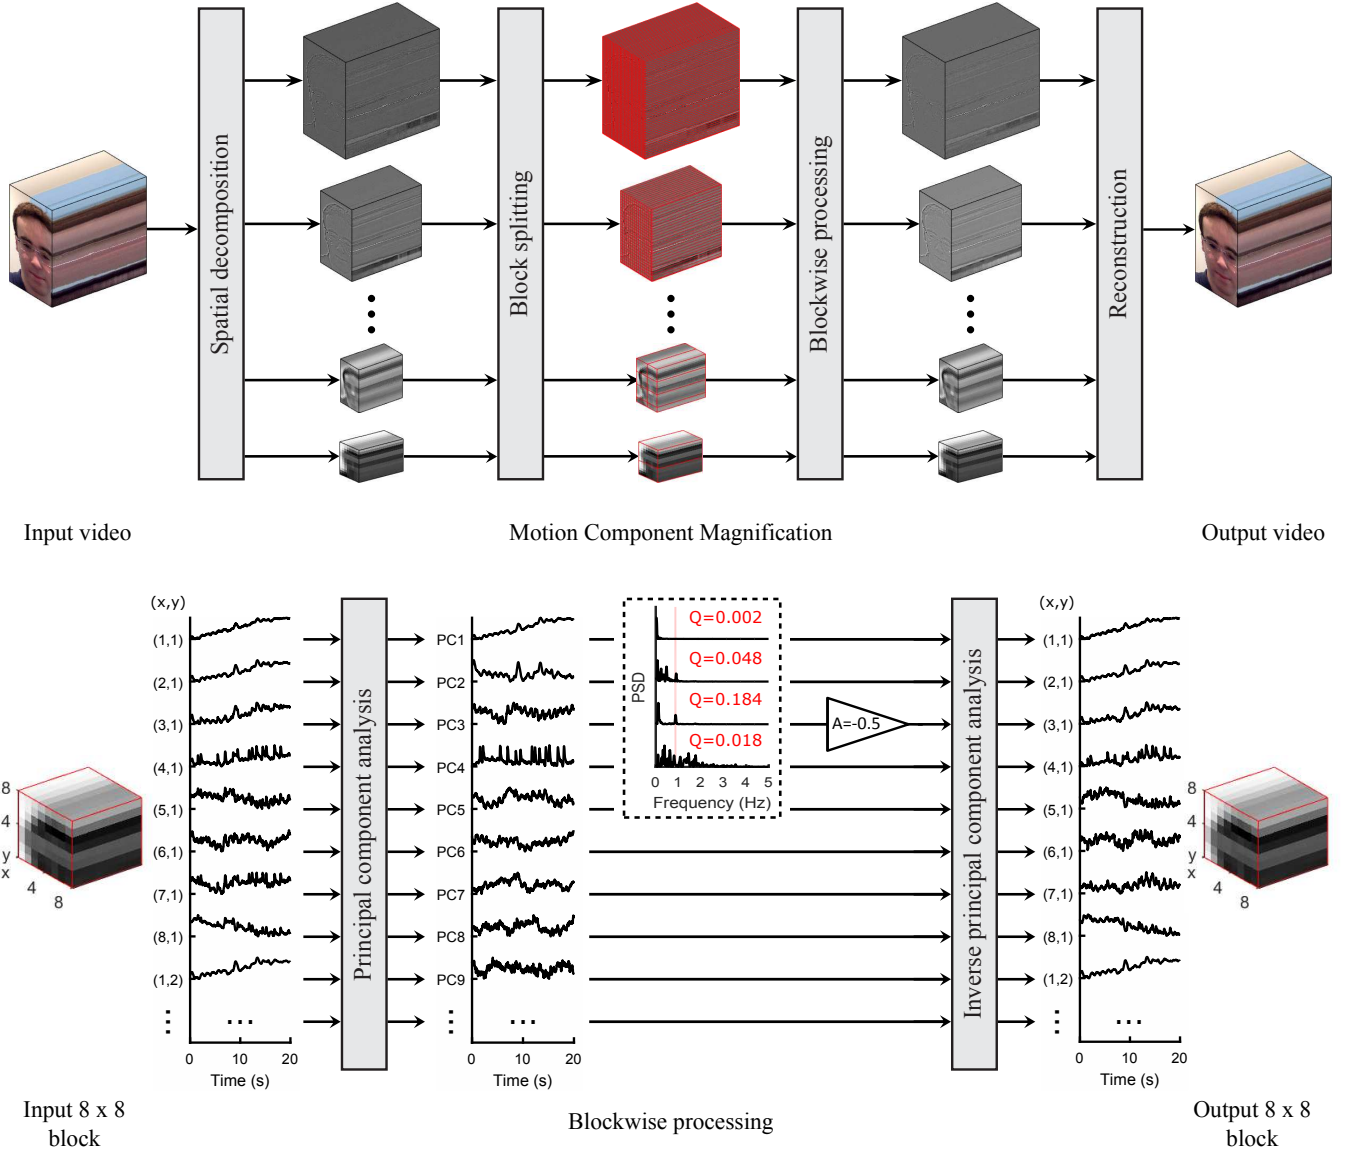 Spatial decomposition
Block splitting
Blockwise processing
Reconstruction
Input video
Motion Component Magnification
Output video
(x,y)
(1,1)
(2,1)
(3,1)
(4,1)
(5,1)
(6,1)
(7,1)
(8,1)
(1,2)
...
...
0 10 20
Time (s)
8
4
y
x
4
8
Input 8 x 8
block
Principal component analysis
PC1
PC2
PC3
PC4
PC5
PC6
PC7
PC8
PC9
...
...
0 10 20
Time (s)
PSD
Q=0.002
Q=0.048
Q=0.184
Q=0.018
0 1 2 3 4 5
Frequency (Hz)
A=-0.5
Blockwise processing
Inverse principal component analysis
(x,y)
(1,1)
(2,1)
(3,1)
(4,1)
(5,1)
(6,1)
(7,1)
(8,1)
(1,2)
...
...
0 10 20
Time (s)
8
4
y
x
4
8
Output 8 x 8
block